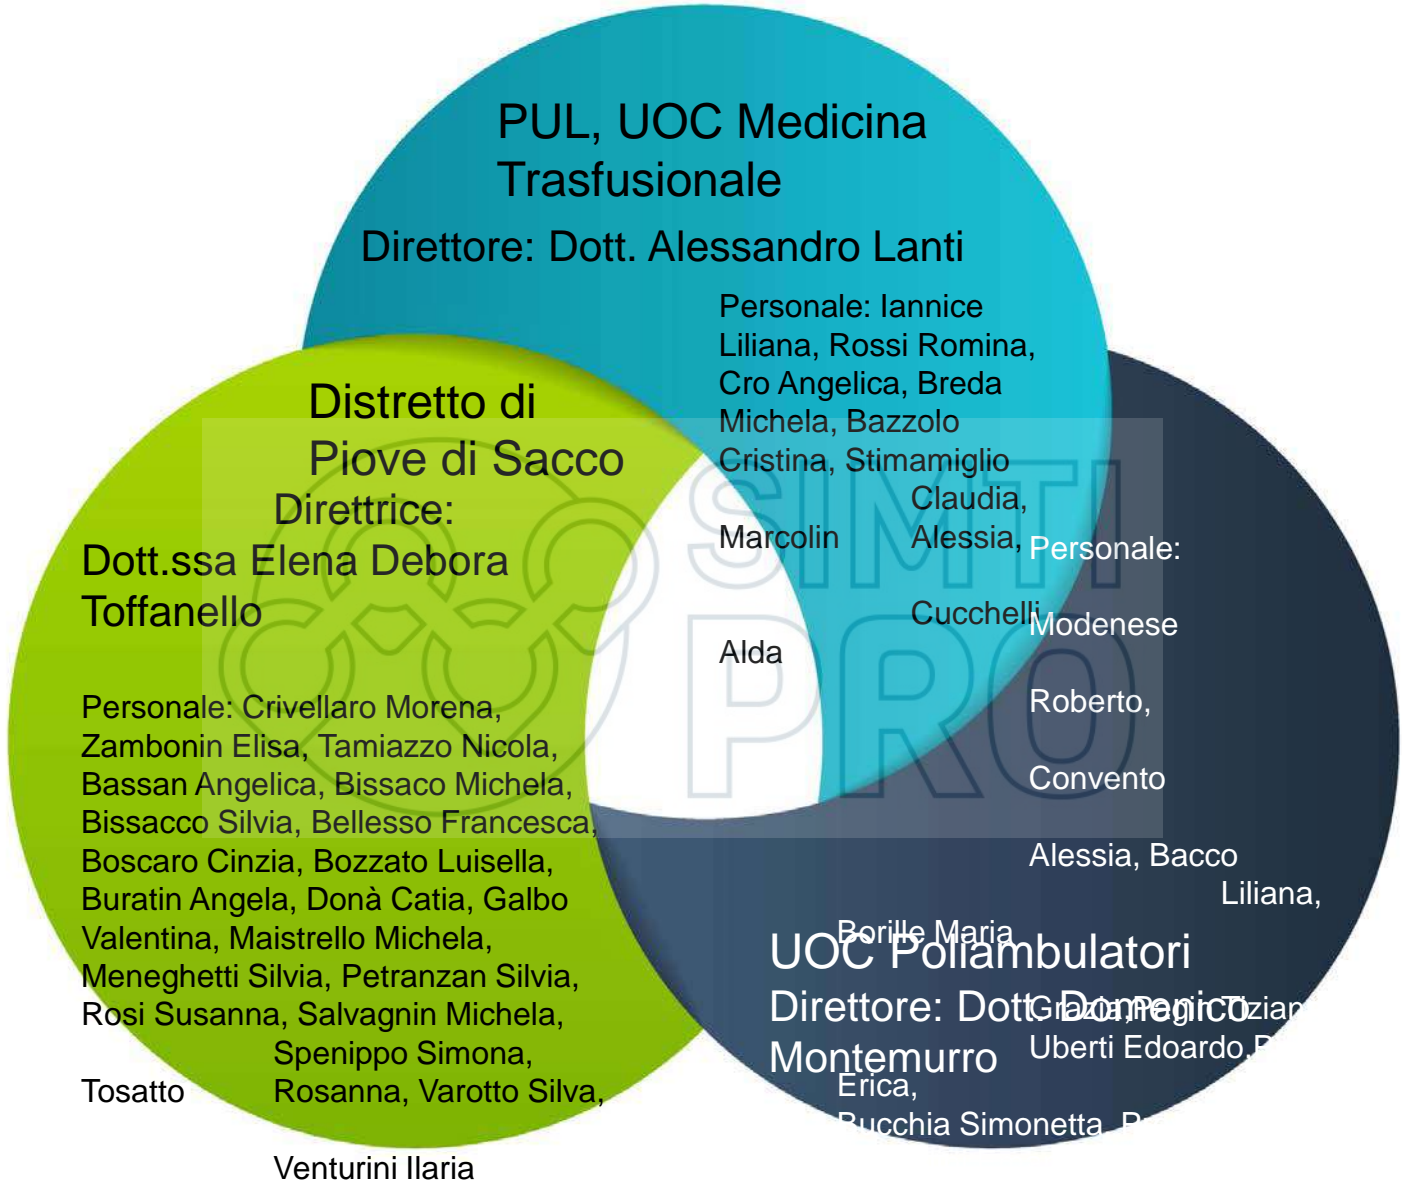 PUL, UOC Medicina
Trasfusionale
Direttore: Dott. Alessandro Lanti
Personale: Iannice
Liliana, Rossi Romina,
Cro Angelica, Breda
Michela, Bazzolo
Cristina, Stimamiglio
Claudia,
Marcolin Alessia,
Cucchelli
Alda
Distretto di
Piove di Sacco
Direttrice:
Dott.ssa Elena Debora
Toffanello
Personale: Crivellaro Morena,
Zambonin Elisa, Tamiazzo Nicola,
Bassan Angelica, Bissaco Michela,
Bissacco Silvia, Bellesso Francesca,
Boscaro Cinzia, Bozzato Luisella,
Buratin Angela, Donà Catia, Galbo
Valentina, Maistrello Michela,
Meneghetti Silvia, Petranzan Silvia,
Rosi Susanna, Salvagnin Michela,
Spenippo Simona,
Tosatto Rosanna, Varotto Silva,
Venturini Ilaria
SIMTI
PRO
Personale:
Modenese
Roberto,
Convento
Alessia, Bacco
Liliana,
Borille Maria
UOC Poliambulatori
Direttore: Dott. Domenico
Montemurro
Grazia,
Uberti Edoardo,
Erica,
Bucchia Simonetta,